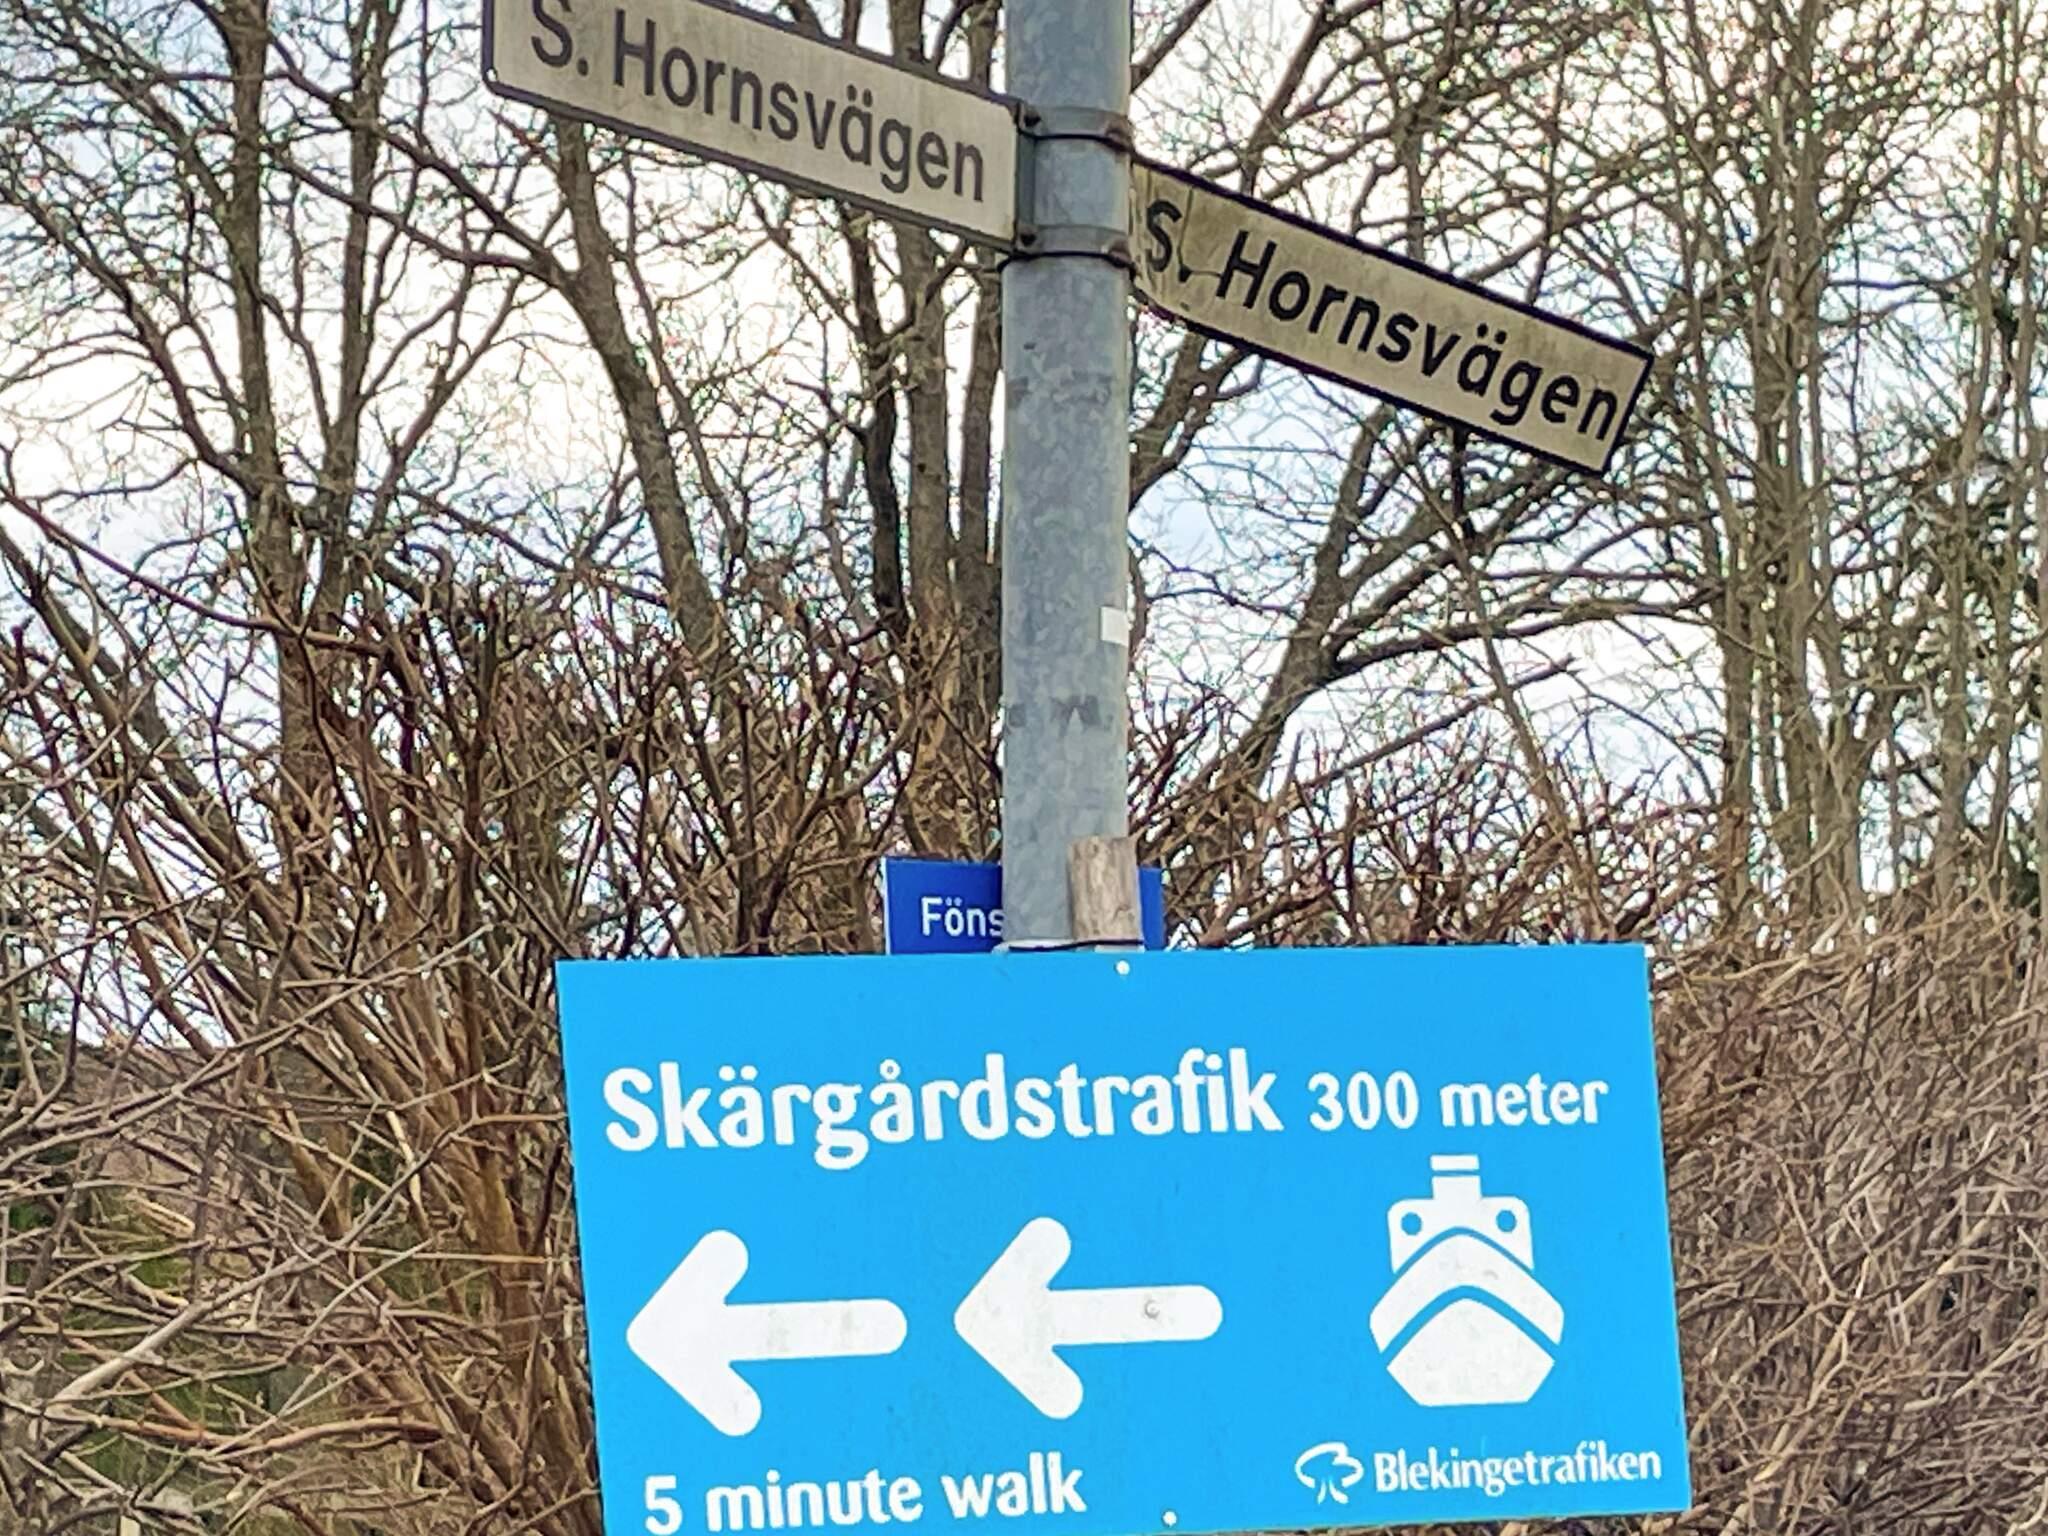 S. Hornsvägen
S. Hornsvägen
Skärgårdstrafik 300 meter
5 minute walk
Blekingetrafiken